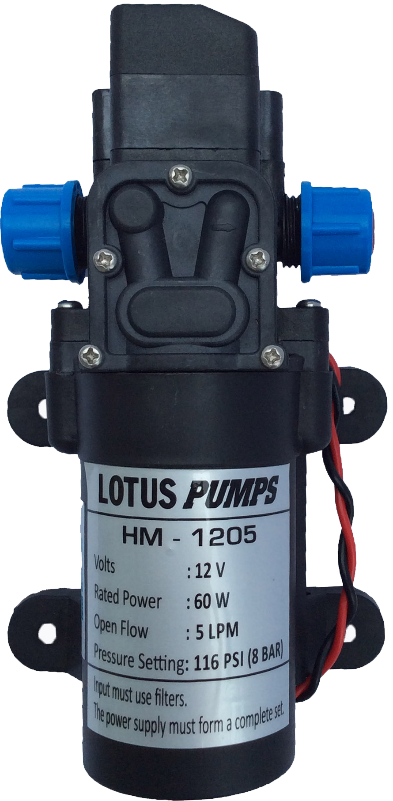 LOTUS PUMPS
HM - 1205
Volts : 12 V
Rated Power : 60 W
Open Flow : 5 LPM
Pressure Setting: 116 PSI (8 BAR)
Input must use filters.
The power supply must form a complete set.